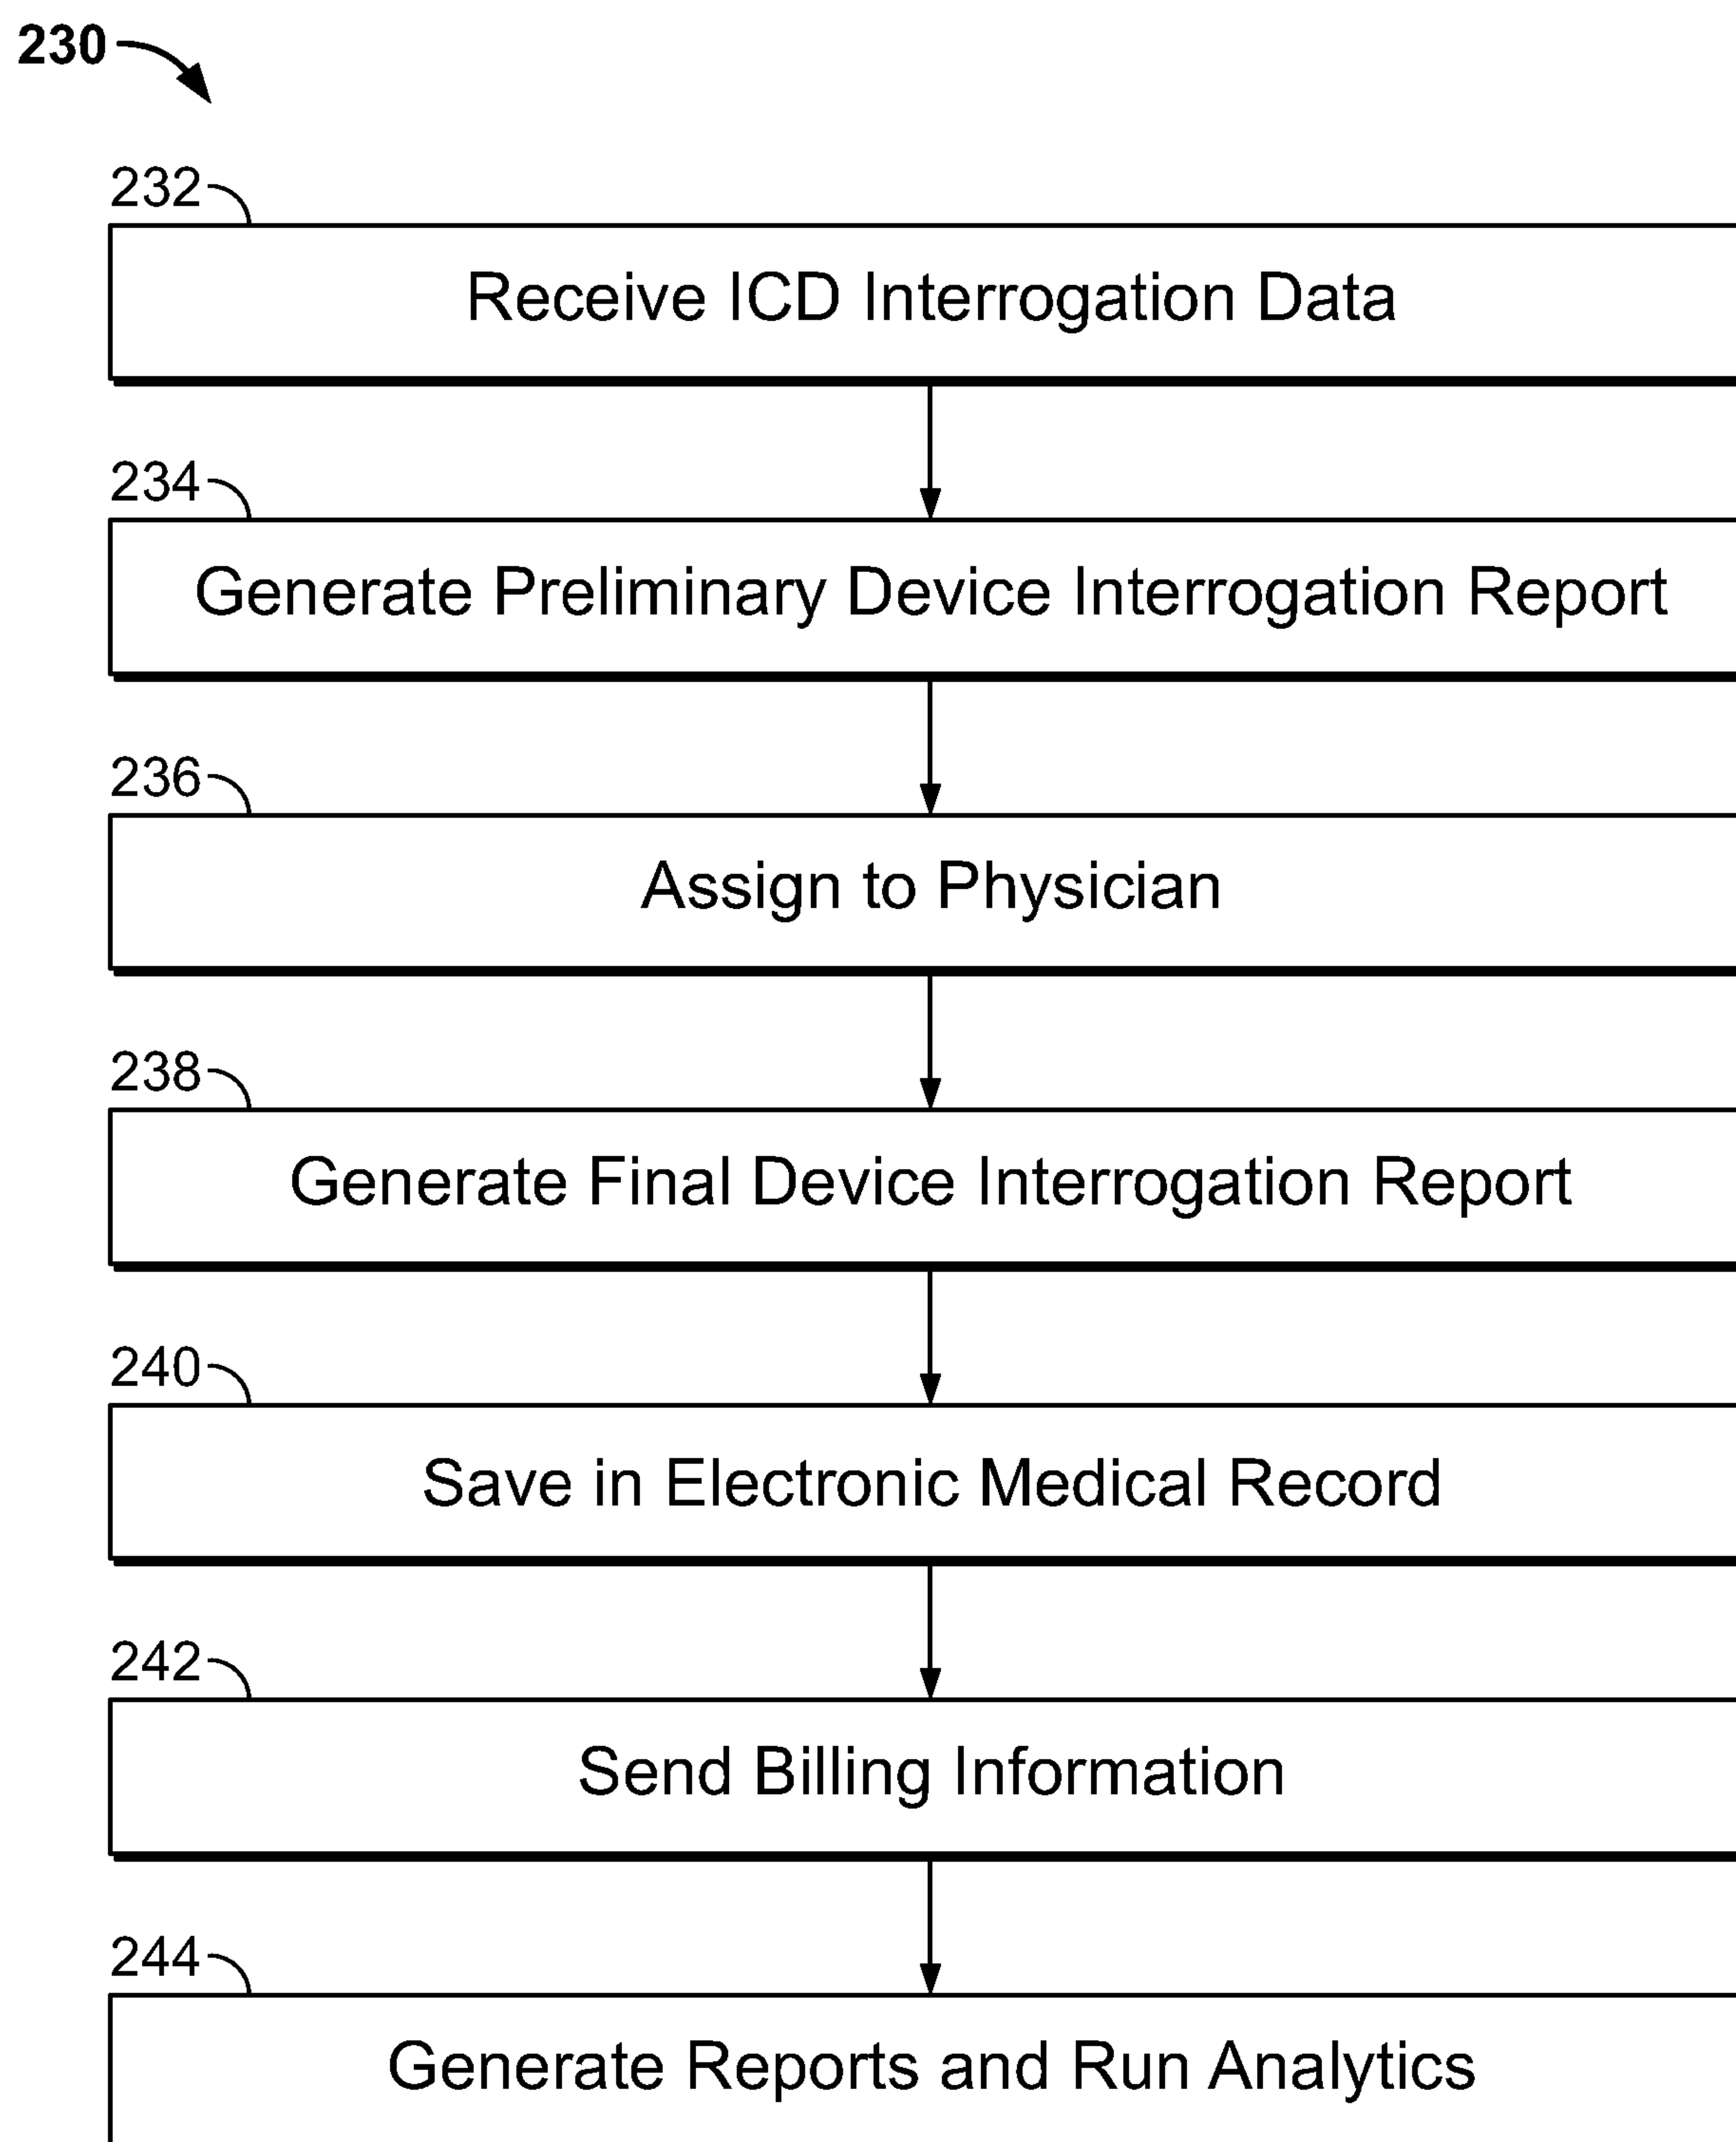 230
232
Receive ICD Interrogation Data
234
Generate Preliminary Device Interrogation Report
236
Assign to Physician
238
Generate Final Device Interrogation Report
240
Save in Electronic Medical Record
242
Send Billing Information
244
Generate Reports and Run Analytics